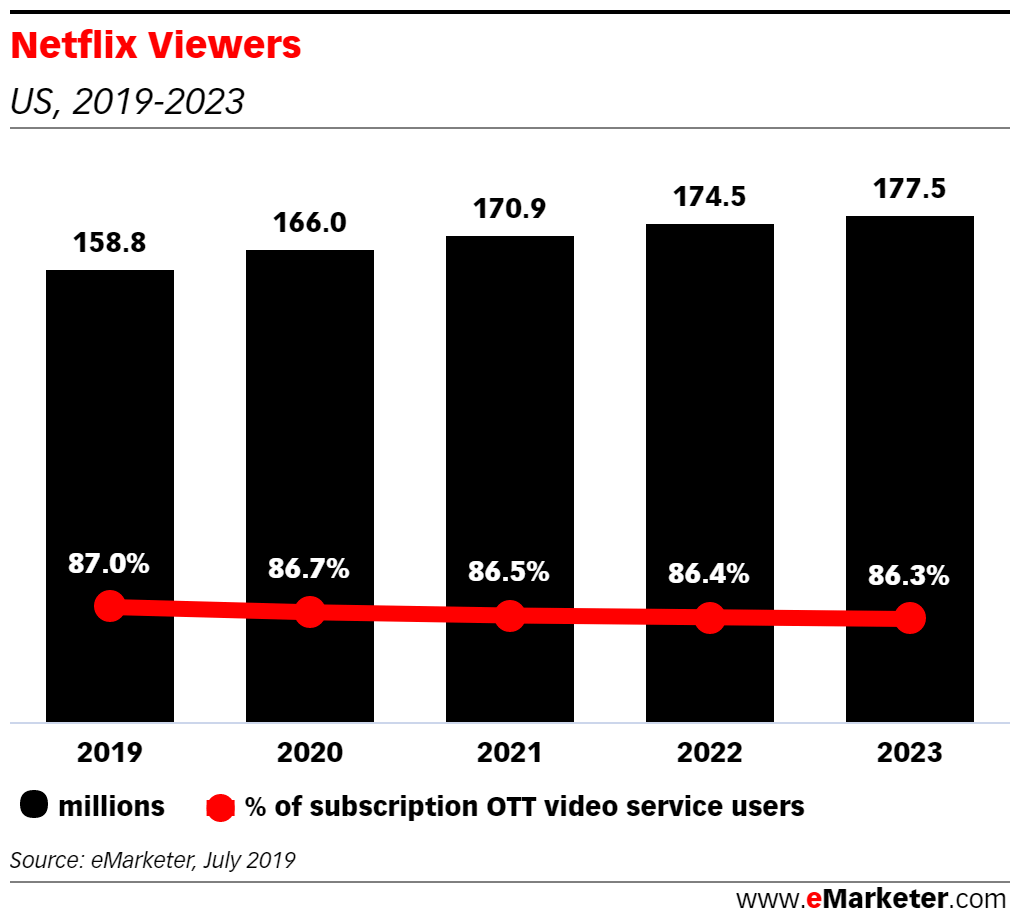 Netflix Viewers
US, 2019-2023
158.8 166.0 170.9 174.5 177.5
87.0% 86.7% 86.5% 86.4% 86.3%
2019 2020 2021 2022 2023
millions % of subscription OTT video service users
Source: eMarketer, July 2019
www.eMarketer.com